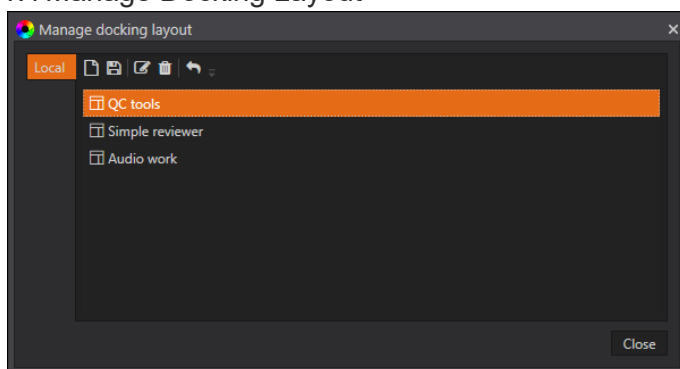 Manage docking layout
Local
QC tools
Simple reviewer
Audio work
Close